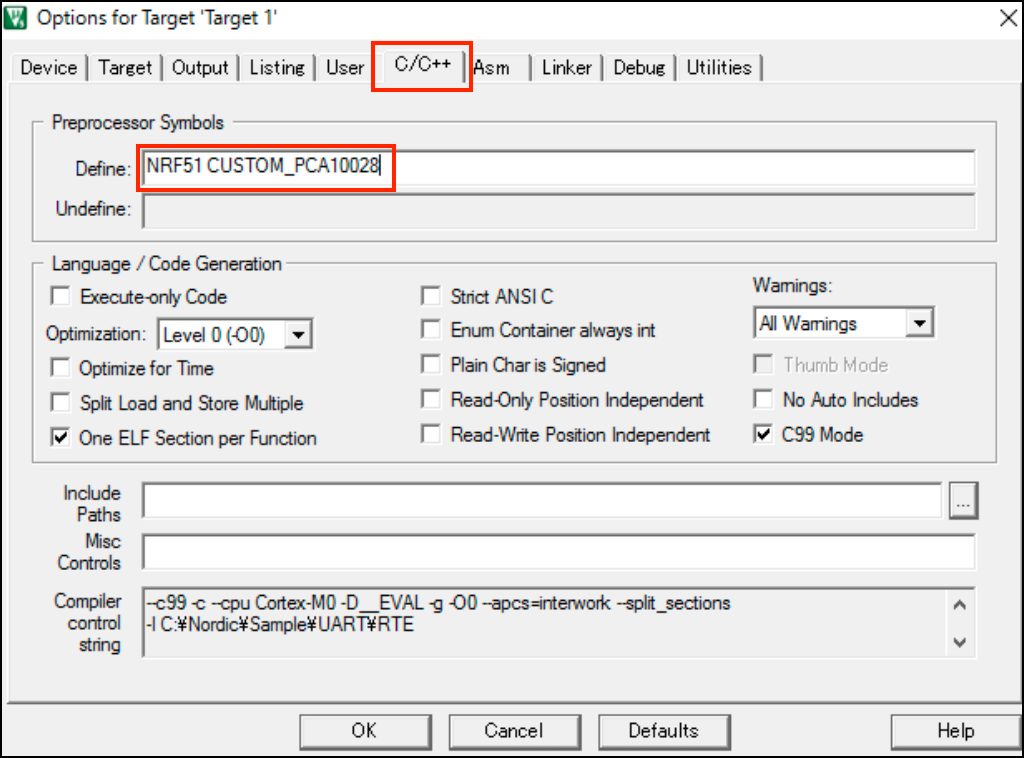 Options for Target 'Target 1'
Device Target Output Listing User C/C++ Asm Linker Debug Utilities
Preprocessor Symbols
Define: NRF51 CUSTOM_PCA10028
Undefine:
Language / Code Generation
Execute-only Code
Strict ANSI C
Warnings:
Optimization: Level 0 (-O0)
Enum Container always int
All Warnings
Optimize for Time
Plain Char is Signed
Thumb Mode
Split Load and Store Multiple
Read-Only Position Independent
No Auto Includes
One ELF Section per Function
Read-Write Position Independent
C99 Mode
Include
Paths
...
Misc
Controls
Compiler
control
string
--c99 -c --cpu Cortex-M0 -D__EVAL -g -O0 --apcs=interwork --split_sections
-I C:¥Nordic¥Sample¥UART¥RTE
OK Cancel Defaults Help